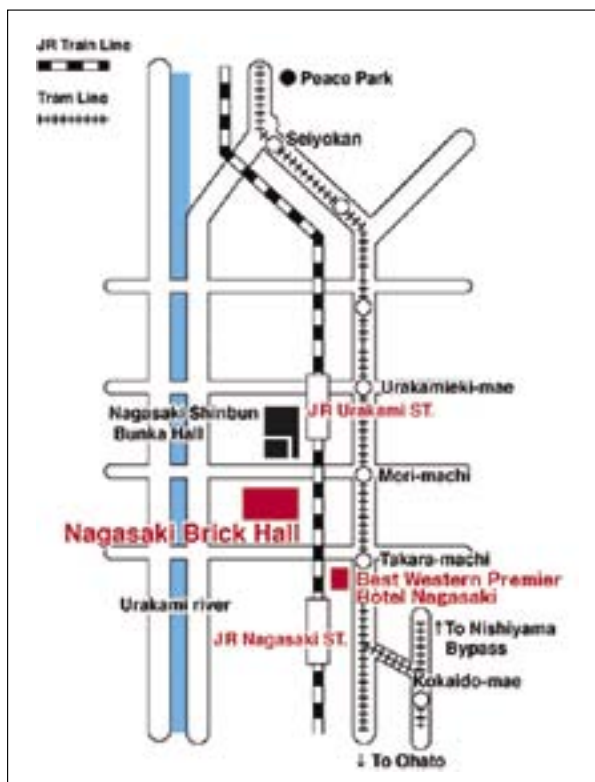 JR Train Line
Tram Line
Peace Park
Seiyokan
Urakamieki-mae
JR Urakami ST.
Nagasaki Shinbun
Bunka Hall
Mori-machi
Nagasaki Brick Hall
Takara-machi
Best Western Premier
Hotel Nagasaki
Urakami river
JR Nagasaki ST.
↑To Nishiyama
Bypass
Kokaido-mae
↓ To Ohato